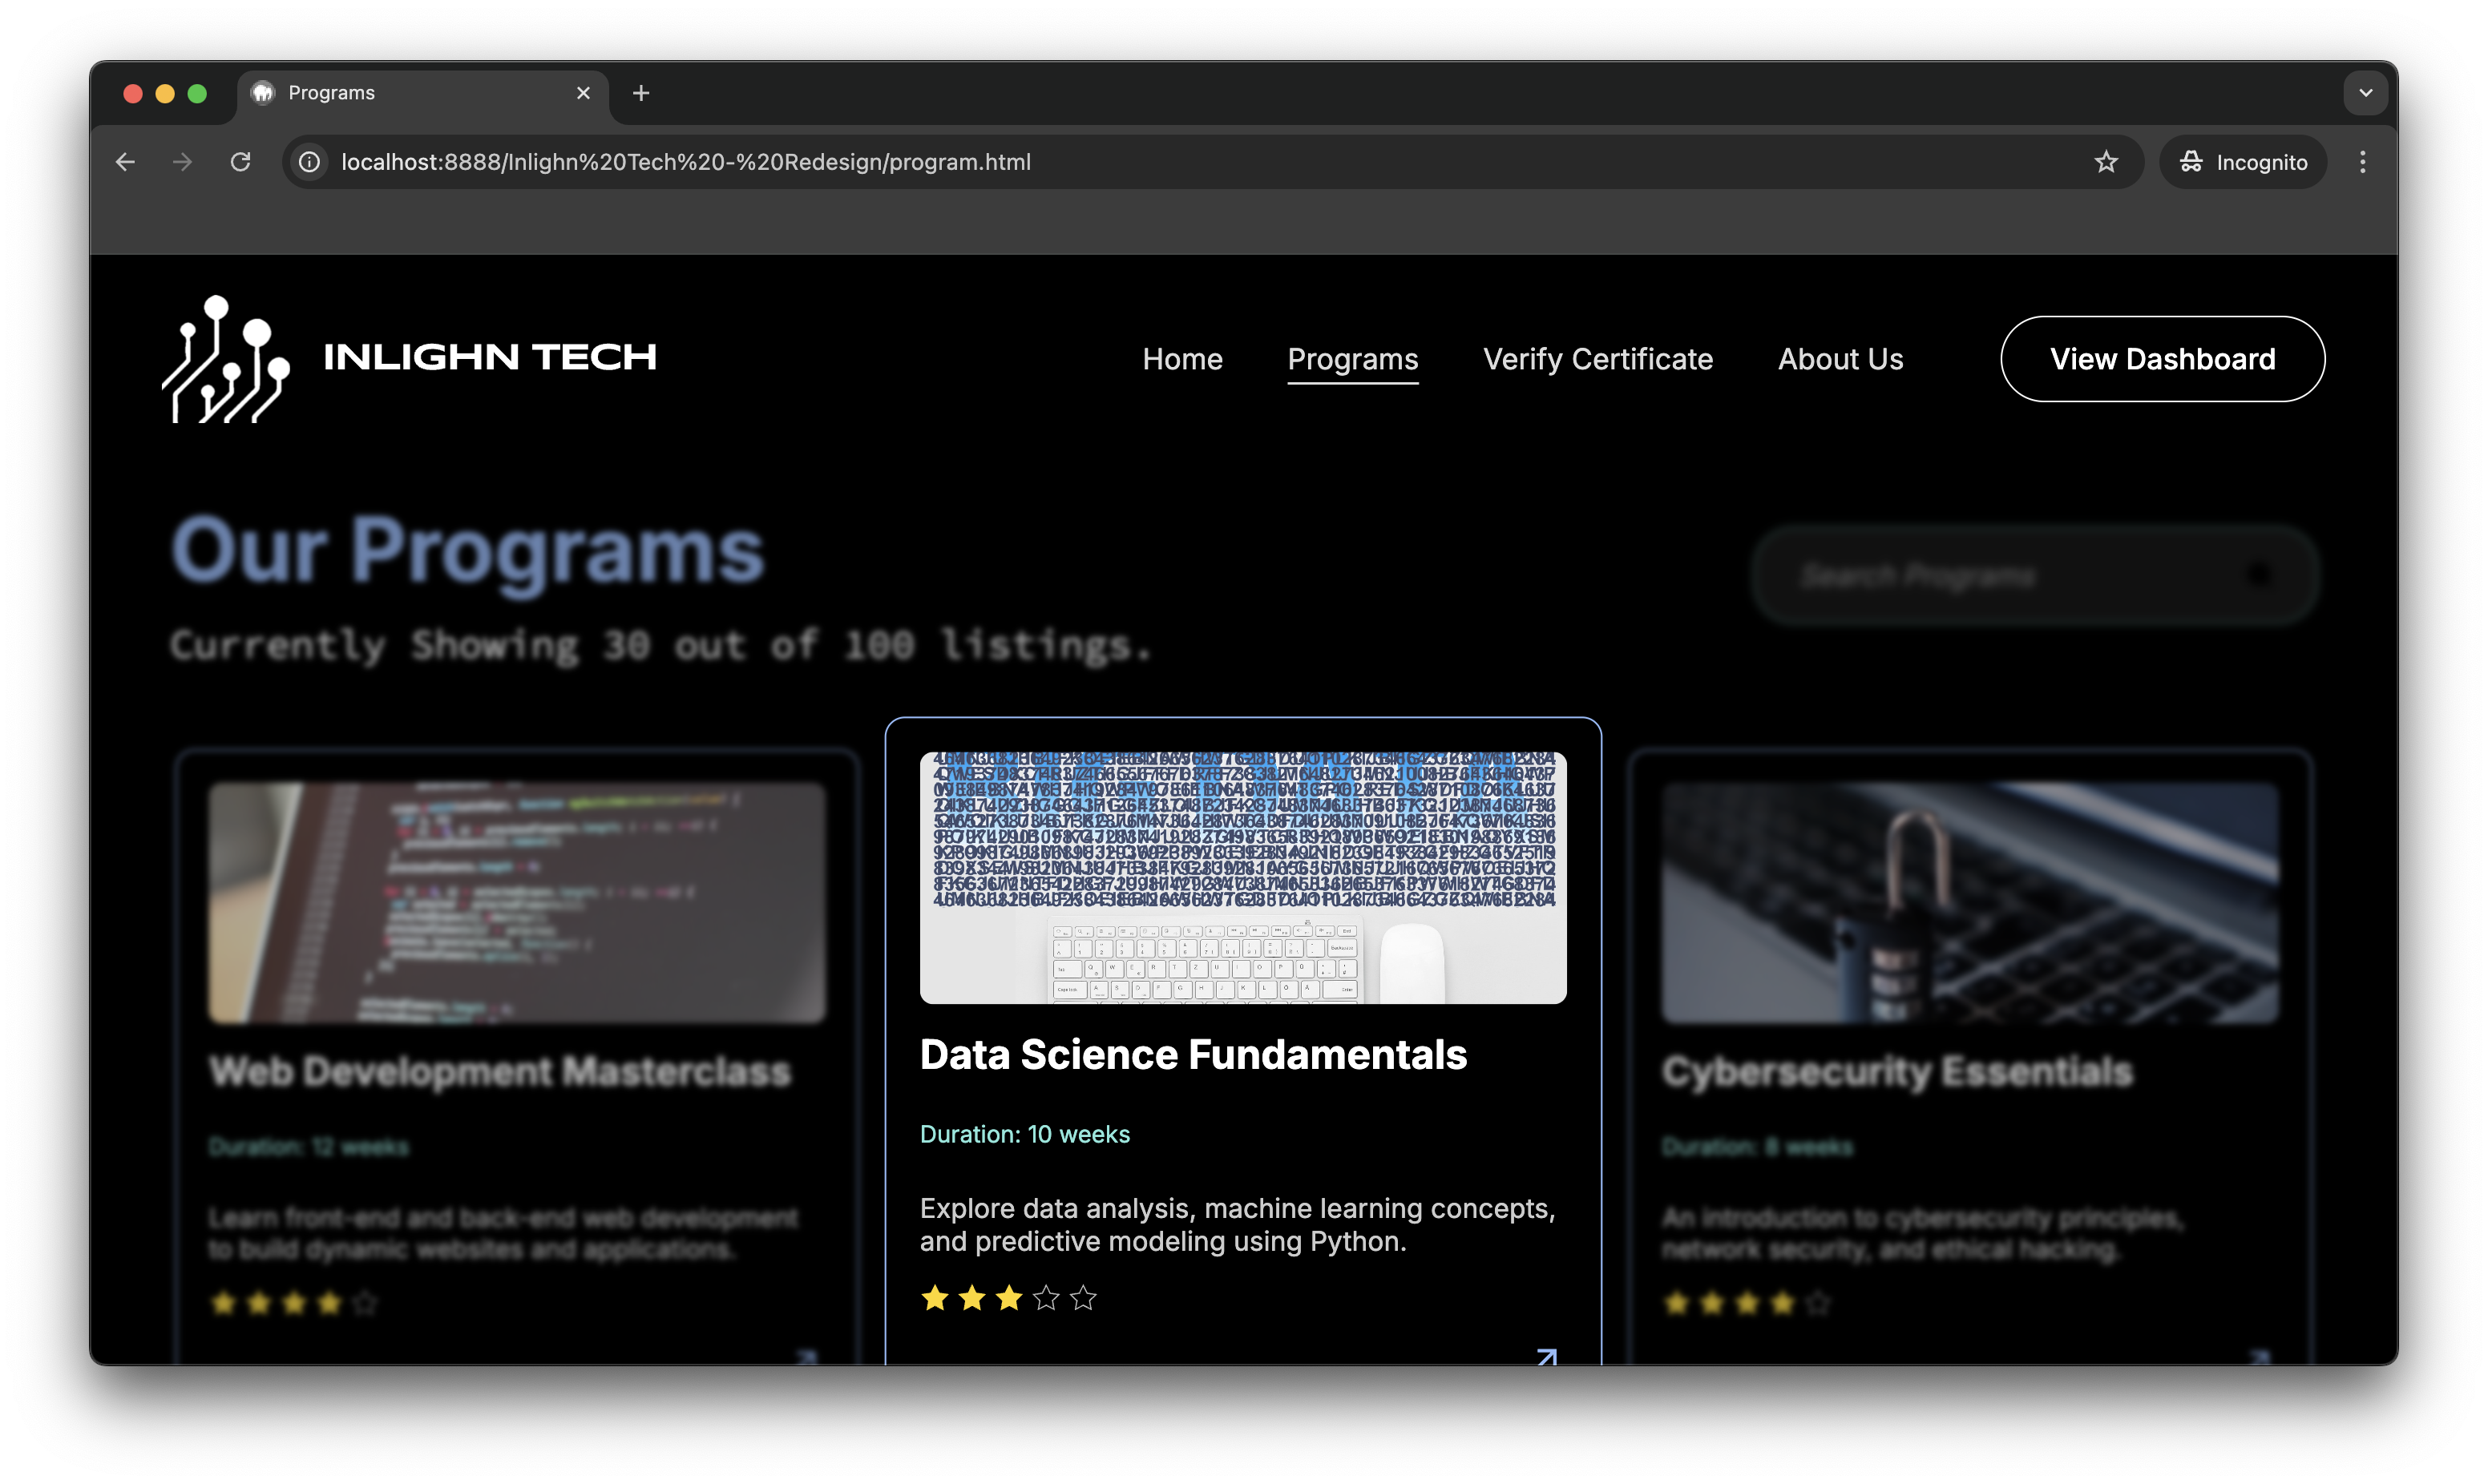 Programs
localhost:8888/Inlighn%20Tech%20-%20Redesign/program.html
Incognito
INLIGHN TECH
Home
Programs
Verify Certificate
About Us
View Dashboard
Our Programs
Search Programs
Currently Showing 30 out of 100 listings.
Web Development Masterclass
Duration: 12 weeks
Learn front-end and back-end web development
to build dynamic websites and applications.
Data Science Fundamentals
Duration: 10 weeks
Explore data analysis, machine learning concepts,
and predictive modeling using Python.
Cybersecurity Essentials
Duration: 8 weeks
An introduction to cybersecurity principles,
network security, and ethical hacking.